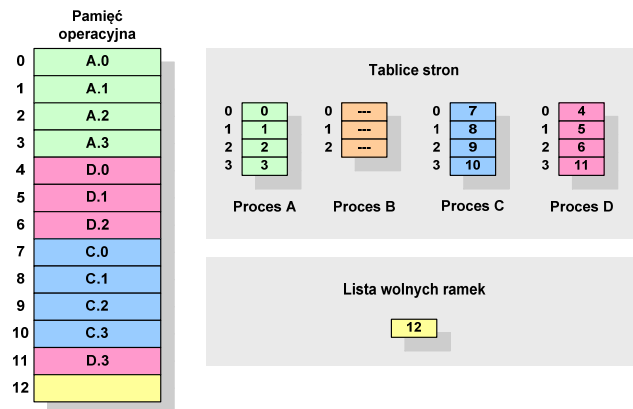 Pamięć
operacyjna
0 A.0
1 A.1
2 A.2
3 A.3
4 D.0
5 D.1
6 D.2
7 C.0
8 C.1
9 C.2
10 C.3
11 D.3
12
Tablice stron
0 0
1 1
2 2
3 3
Proces A
0 ---
1 ---
2 ---
Proces B
0 7
1 8
2 9
3 10
Proces C
0 4
1 5
2 6
3 11
Proces D
Lista wolnych ramek
12